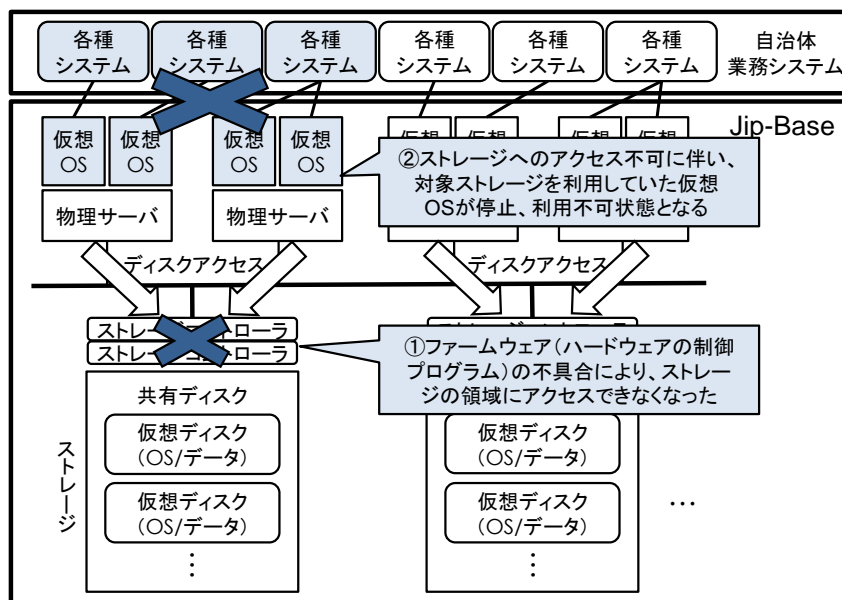 各種
システム
各種
システム
各種
システム
各種
システム
各種
システム
各種
システム
自治体
業務システム
Jip-Base
仮想
OS
仮想
OS
仮想
OS
仮想
OS
②ストレージへのアクセス不可に伴い、
対象ストレージを利用していた仮想
OSが停止、利用不可状態となる
物理サーバ
物理サーバ
ディスクアクセス
ディスクアクセス
①ファームウェア(ハードウェアの制御
プログラム)の不具合により、ストレー
ジの領域にアクセスできなくなった
ストレージ
共有ディスク
仮想ディスク
(OS/データ)
仮想ディスク
(OS/データ)
⋮
仮想ディスク
(OS/データ)
仮想ディスク
(OS/データ)
⋮
…